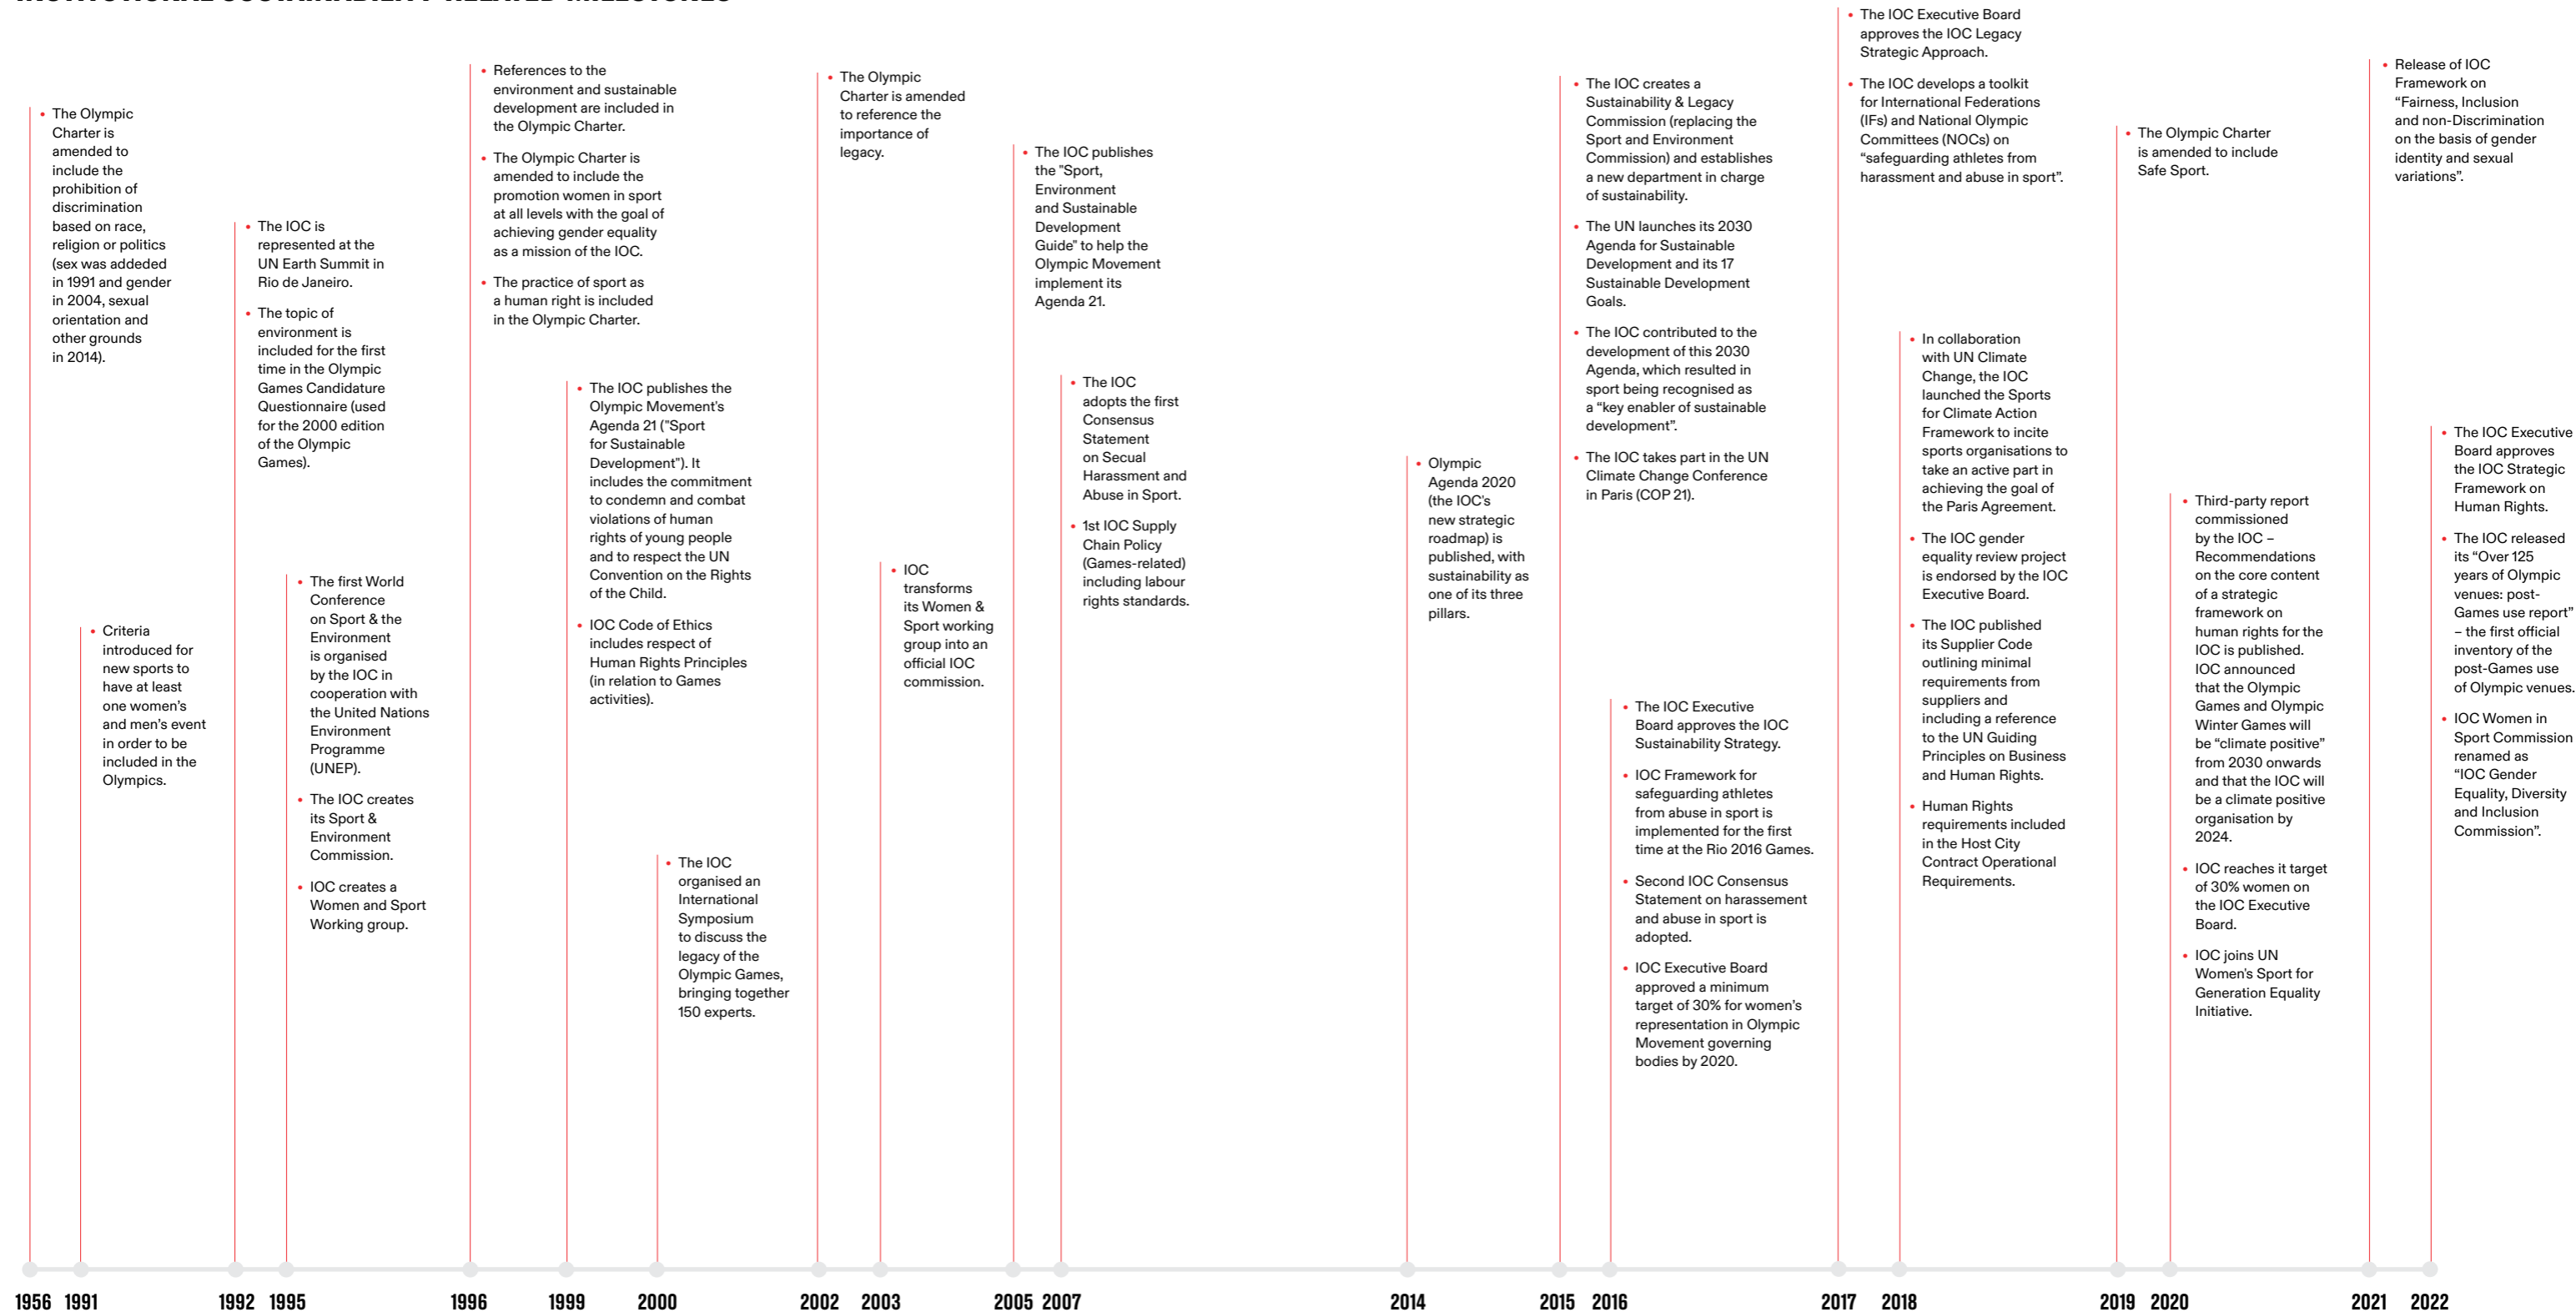 INSTITUTIONAL SUSTAINABILITY-RELATED MILESTONES
• The Olympic
Charter is
amended to
include the
prohibition of
discrimination
based on race,
religion or politics
(sex was addeded
in 1991 and gender
in 2004, sexual
orientation and
other grounds
in 2014).
• Criteria
introduced for
new sports to
have at least
one women's
and men's event
in order to be
included in the
Olympics.
• The IOC is
represented at the
UN Earth Summit in
Rio de Janeiro.
• The topic of
environment is
included for the first
time in the Olympic
Games Candidature
Questionnaire (used
for the 2000 edition
of the Olympic
Games).
• The first World
Conference
on Sport & the
Environment
is organised
by the IOC in
cooperation with
the United Nations
Environment
Programme
(UNEP).
• The IOC creates
its Sport &
Environment
Commission.
• IOC creates a
Women and Sport
Working group.
• References to the
environment and sustainable
development are included in
the Olympic Charter.
• The Olympic Charter is
amended to include the
promotion women in sport
at all levels with the goal of
achieving gender equality
as a mission of the IOC.
• The practice of sport as
a human right is included
in the Olympic Charter.
• The IOC publishes the
Olympic Movement's
Agenda 21 ("Sport
for Sustainable
Development"). It
includes the commitment
to condemn and combat
violations of human
rights of young people
and to respect the UN
Convention on the Rights
of the Child.
• IOC Code of Ethics
includes respect of
Human Rights Principles
(in relation to Games
activities).
• The IOC
organised an
International
Symposium
to discuss the
legacy of the
Olympic Games,
bringing together
150 experts.
• The Olympic
Charter is amended
to reference the
importance of
legacy.
• IOC
transforms
its Women &
Sport working
group into an
official IOC
commission.
• The IOC publishes
the "Sport,
Environment
and Sustainable
Development
Guide" to help the
Olympic Movement
implement its
Agenda 21.
• The IOC
adopts the first
Consensus
Statement
on Secual
Harassment and
Abuse in Sport.
• 1st IOC Supply
Chain Policy
(Games-related)
including labour
rights standards.
• Olympic
Agenda 2020
(the IOC's
new strategic
roadmap) is
published, with
sustainability as
one of its three
pillars.
• The IOC creates a
Sustainability & Legacy
Commission (replacing the
Sport and Environment
Commission) and establishes
a new department in charge
of sustainability.
• The UN launches its 2030
Agenda for Sustainable
Development and its 17
Sustainable Development
Goals.
• The IOC contributed to the
development of this 2030
Agenda, which resulted in
sport being recognised as
a “key enabler of sustainable
development”.
• The IOC takes part in the UN
Climate Change Conference
in Paris (COP 21).
• The IOC Executive
Board approves the IOC
Sustainability Strategy.
• IOC Framework for
safeguarding athletes
from abuse in sport is
implemented for the first
time at the Rio 2016 Games.
• Second IOC Consensus
Statement on harassement
and abuse in sport is
adopted.
• IOC Executive Board
approved a minimum
target of 30% for women’s
representation in Olympic
Movement governing
bodies by 2020.
• The IOC Executive Board
approves the IOC Legacy
Strategic Approach.
• The IOC develops a toolkit
for International Federations
(IFs) and National Olympic
Committees (NOCs) on
“safeguarding athletes from
harassment and abuse in sport”.
• In collaboration
with UN Climate
Change, the IOC
launched the Sports
for Climate Action
Framework to incite
sports organisations to
take an active part in
achieving the goal of
the Paris Agreement.
• The IOC gender
equality review project
is endorsed by the IOC
Executive Board.
• The IOC published
its Supplier Code
outlining minimal
requirements from
suppliers and
including a reference
to the UN Guiding
Principles on Business
and Human Rights.
• Human Rights
requirements included
in the Host City
Contract Operational
Requirements.
• The Olympic Charter
is amended to include
Safe Sport.
• Third-party report
commissioned
by the IOC –
Recommendations
on the core content
of a strategic
framework on
human rights for the
IOC is published.
IOC announced
that the Olympic
Games and Olympic
Winter Games will
be “climate positive”
from 2030 onwards
and that the IOC will
be a climate positive
organisation by
2024.
• IOC reaches it target
of 30% women on
the IOC Executive
Board.
• IOC joins UN
Women's Sport for
Generation Equality
Initiative.
• Release of IOC
Framework on
“Fairness, Inclusion
and non-Discrimination
on the basis of gender
identity and sexual
variations”.
• The IOC Executive
Board approves
the IOC Strategic
Framework on
Human Rights.
• The IOC released
its “Over 125
years of Olympic
venues: post-
Games use report”
– the first official
inventory of the
post-Games use
of Olympic venues.
• IOC Women in
Sport Commission
renamed as
“IOC Gender
Equality, Diversity
and Inclusion
Commission”.
1956 1991 1992 1995 1996 1999 2000 2002 2003 2005 2007 2014 2015 2016 2017 2018 2019 2020 2021 2022